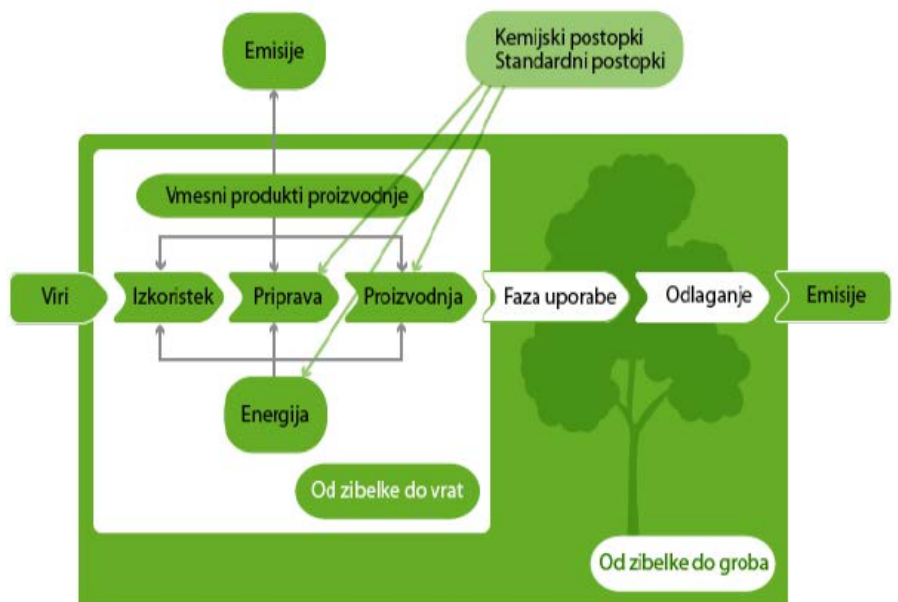 Emisije
Kemijski postopki
Standardni postopki
Vmesni produkti proizvodnje
Viri
Izkoristek
Priprava
Proizvodnja
Faza uporabe
Odlaganje
Emisije
Energija
Od zibelke do vrat
Od zibelke do groba